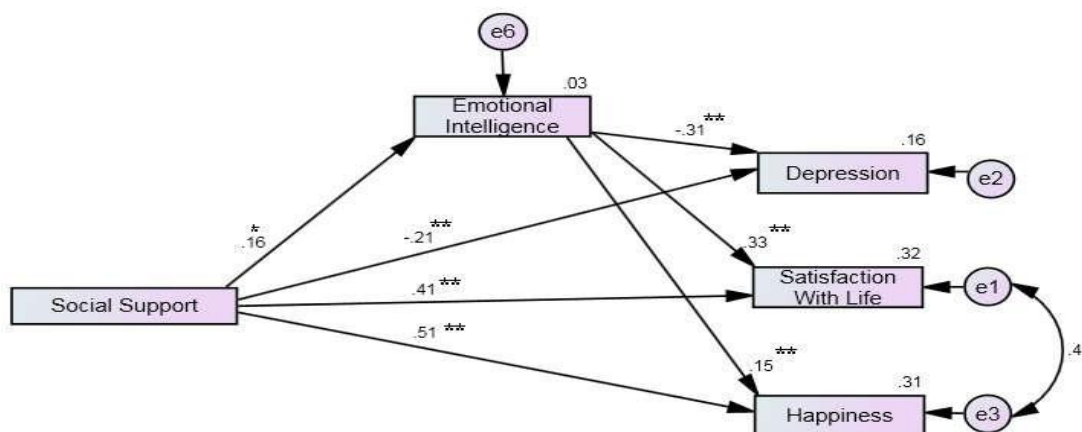 e6
.03
Emotional
Intelligence
-.31**
.16
Depression
e2
*
.16
-.21**
.33**
.32
Satisfaction
With Life
e1
Social Support
.41**
.51**
.4
.15**
.31
Happiness
e3